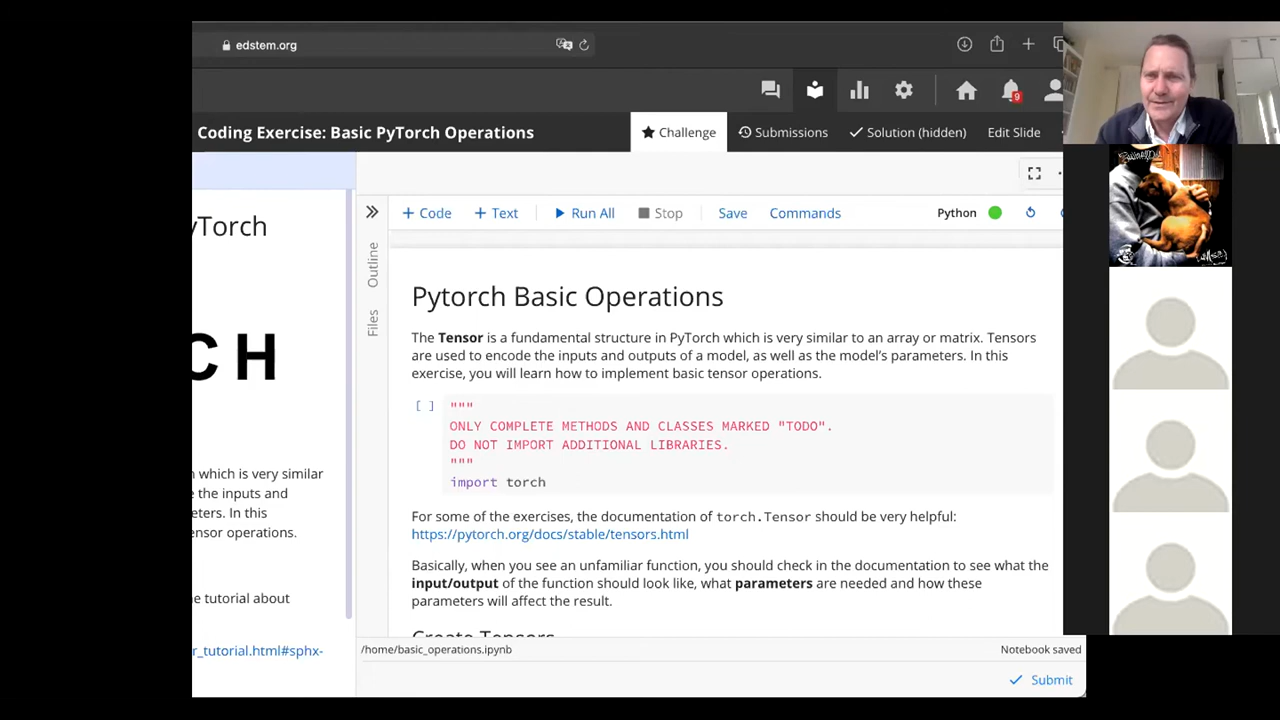 edstem.org
9
Coding Exercise: Basic PyTorch Operations
Challenge
Submissions
Solution (hidden)
Edit Slide
yTorch
CH
n which is very similar
e the inputs and
eters. In this
ensor operations.
ne tutorial about
r_tutorial.html#sphx-
Outline
Files
+ Code
+ Text
Run All
Stop
Save
Commands
Python
Pytorch Basic Operations
The Tensor is a fundamental structure in PyTorch which is very similar to an array or matrix. Tensors
are used to encode the inputs and outputs of a model, as well as the model's parameters. In this
exercise, you will learn how to implement basic tensor operations.
[ ]
"""
ONLY COMPLETE METHODS AND CLASSES MARKED "TODO".
DO NOT IMPORT ADDITIONAL LIBRARIES.
"""
import torch
For some of the exercises, the documentation of torch.Tensor should be very helpful:
https://pytorch.org/docs/stable/tensors.html
Basically, when you see an unfamiliar function, you should check in the documentation to see what the
input/output of the function should look like, what parameters are needed and how these
parameters will affect the result.
Create Tensors
/home/basic_operations.ipynb
Notebook saved
Submit